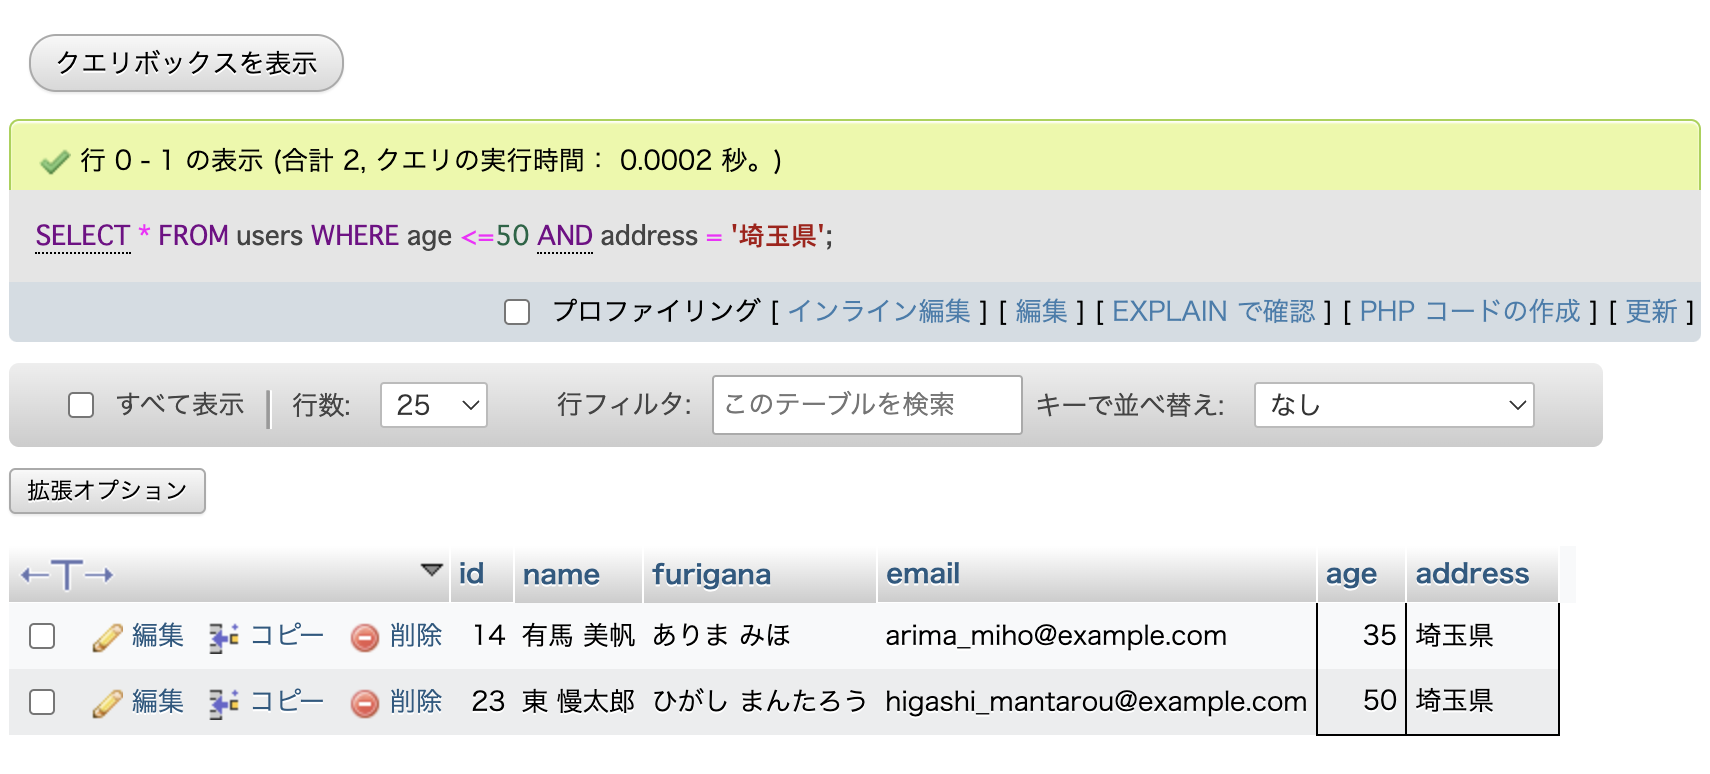 クエリボックスを表示
行 0 - 1 の表示 (合計 2, クエリの実行時間： 0.0002 秒。)
SELECT * FROM users WHERE age <=50 AND address = '埼玉県';
プロファイリング [ インライン編集 ] [ 編集 ] [ EXPLAIN で確認 ] [ PHP コードの作成 ] [ 更新 ]
すべて表示 行数: 25 行フィルタ: このテーブルを検索 キーで並べ替え: なし
拡張オプション
←T→ id name furigana email age address
編集 コピー 削除 14 有馬 美帆 ありま みほ arima_miho@example.com 35 埼玉県
編集 コピー 削除 23 東 慢太郎 ひがし まんたろう higashi_mantarou@example.com 50 埼玉県